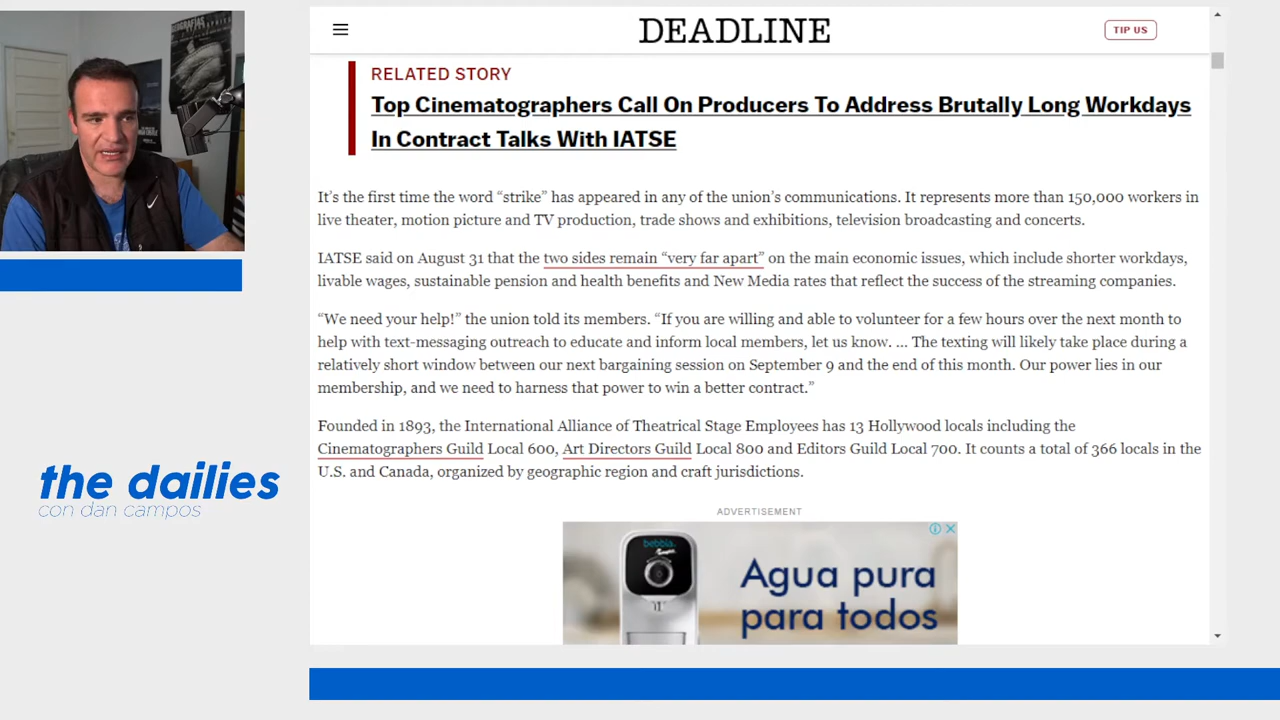 DEADLINE
TIP US
RELATED STORY
Top Cinematographers Call On Producers To Address Brutally Long Workdays
In Contract Talks With IATSE
It’s the first time the word “strike” has appeared in any of the union’s communications. It represents more than 150,000 workers in
live theater, motion picture and TV production, trade shows and exhibitions, television broadcasting and concerts.
IATSE said on August 31 that the two sides remain “very far apart” on the main economic issues, which include shorter workdays,
livable wages, sustainable pension and health benefits and New Media rates that reflect the success of the streaming companies.
“We need your help!” the union told its members. “If you are willing and able to volunteer for a few hours over the next month to
help with text-messaging outreach to educate and inform local members, let us know. … The texting will likely take place during a
relatively short window between our next bargaining session on September 9 and the end of this month. Our power lies in our
membership, and we need to harness that power to win a better contract.”
Founded in 1893, the International Alliance of Theatrical Stage Employees has 13 Hollywood locals including the
Cinematographers Guild Local 600, Art Directors Guild Local 800 and Editors Guild Local 700. It counts a total of 366 locals in the
U.S. and Canada, organized by geographic region and craft jurisdictions.
ADVERTISEMENT
bebbia
Agua pura
para todos
the dailies
con dan campos